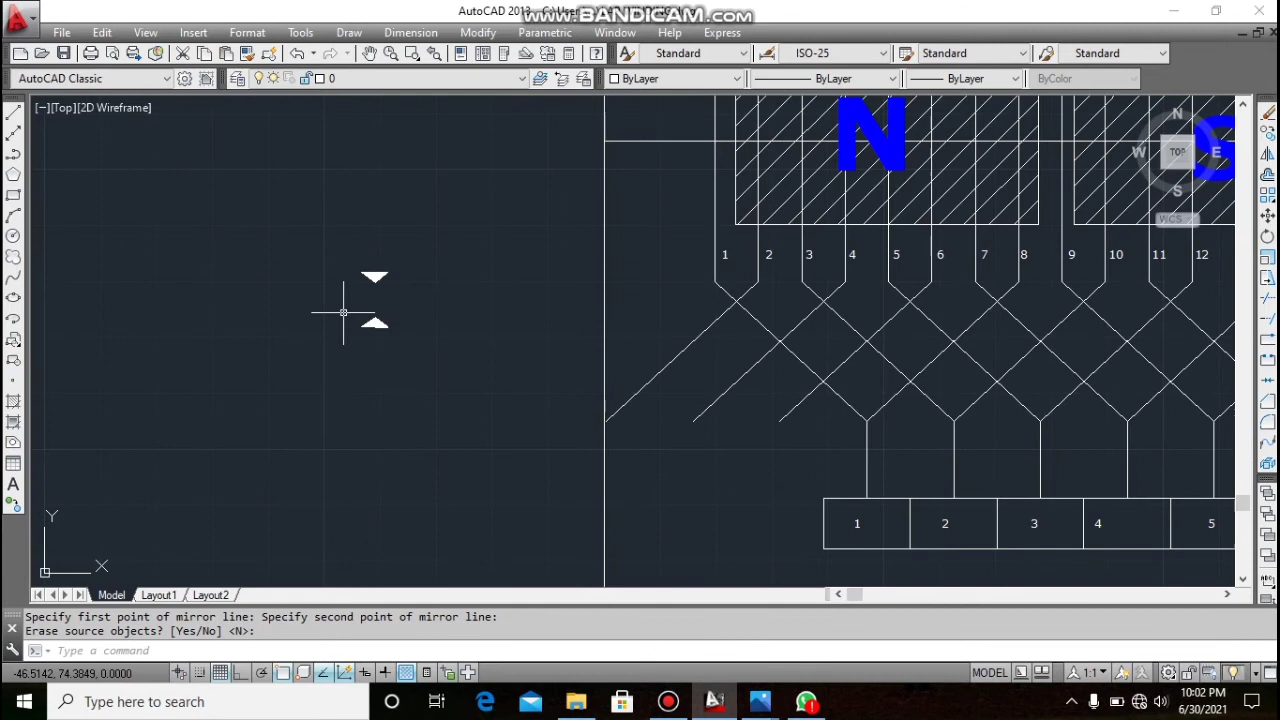 AutoCAD 2013
www.BANDICAM.com
File Edit View Insert Format Tools Draw Dimension Modify Parametric Window Help Express
Standard ISO-25 Standard Standard
AutoCAD Classic 0 ByLayer ByLayer ByLayer ByColor
[−][Top][2D Wireframe]
N S
N
W TOP E
S
WCS
1 2 3 4 5 6 7 8 9 10 11 12
1 2 3 4 5
Y
X
A
Model Layout1 Layout2
Specify first point of mirror line: Specify second point of mirror line:
Erase source objects? [Yes/No] <N>:
Type a command
-46.5142, 74.3849, 0.0000 MODEL 1:1
Type here to search
10:02 PM
6/30/2021